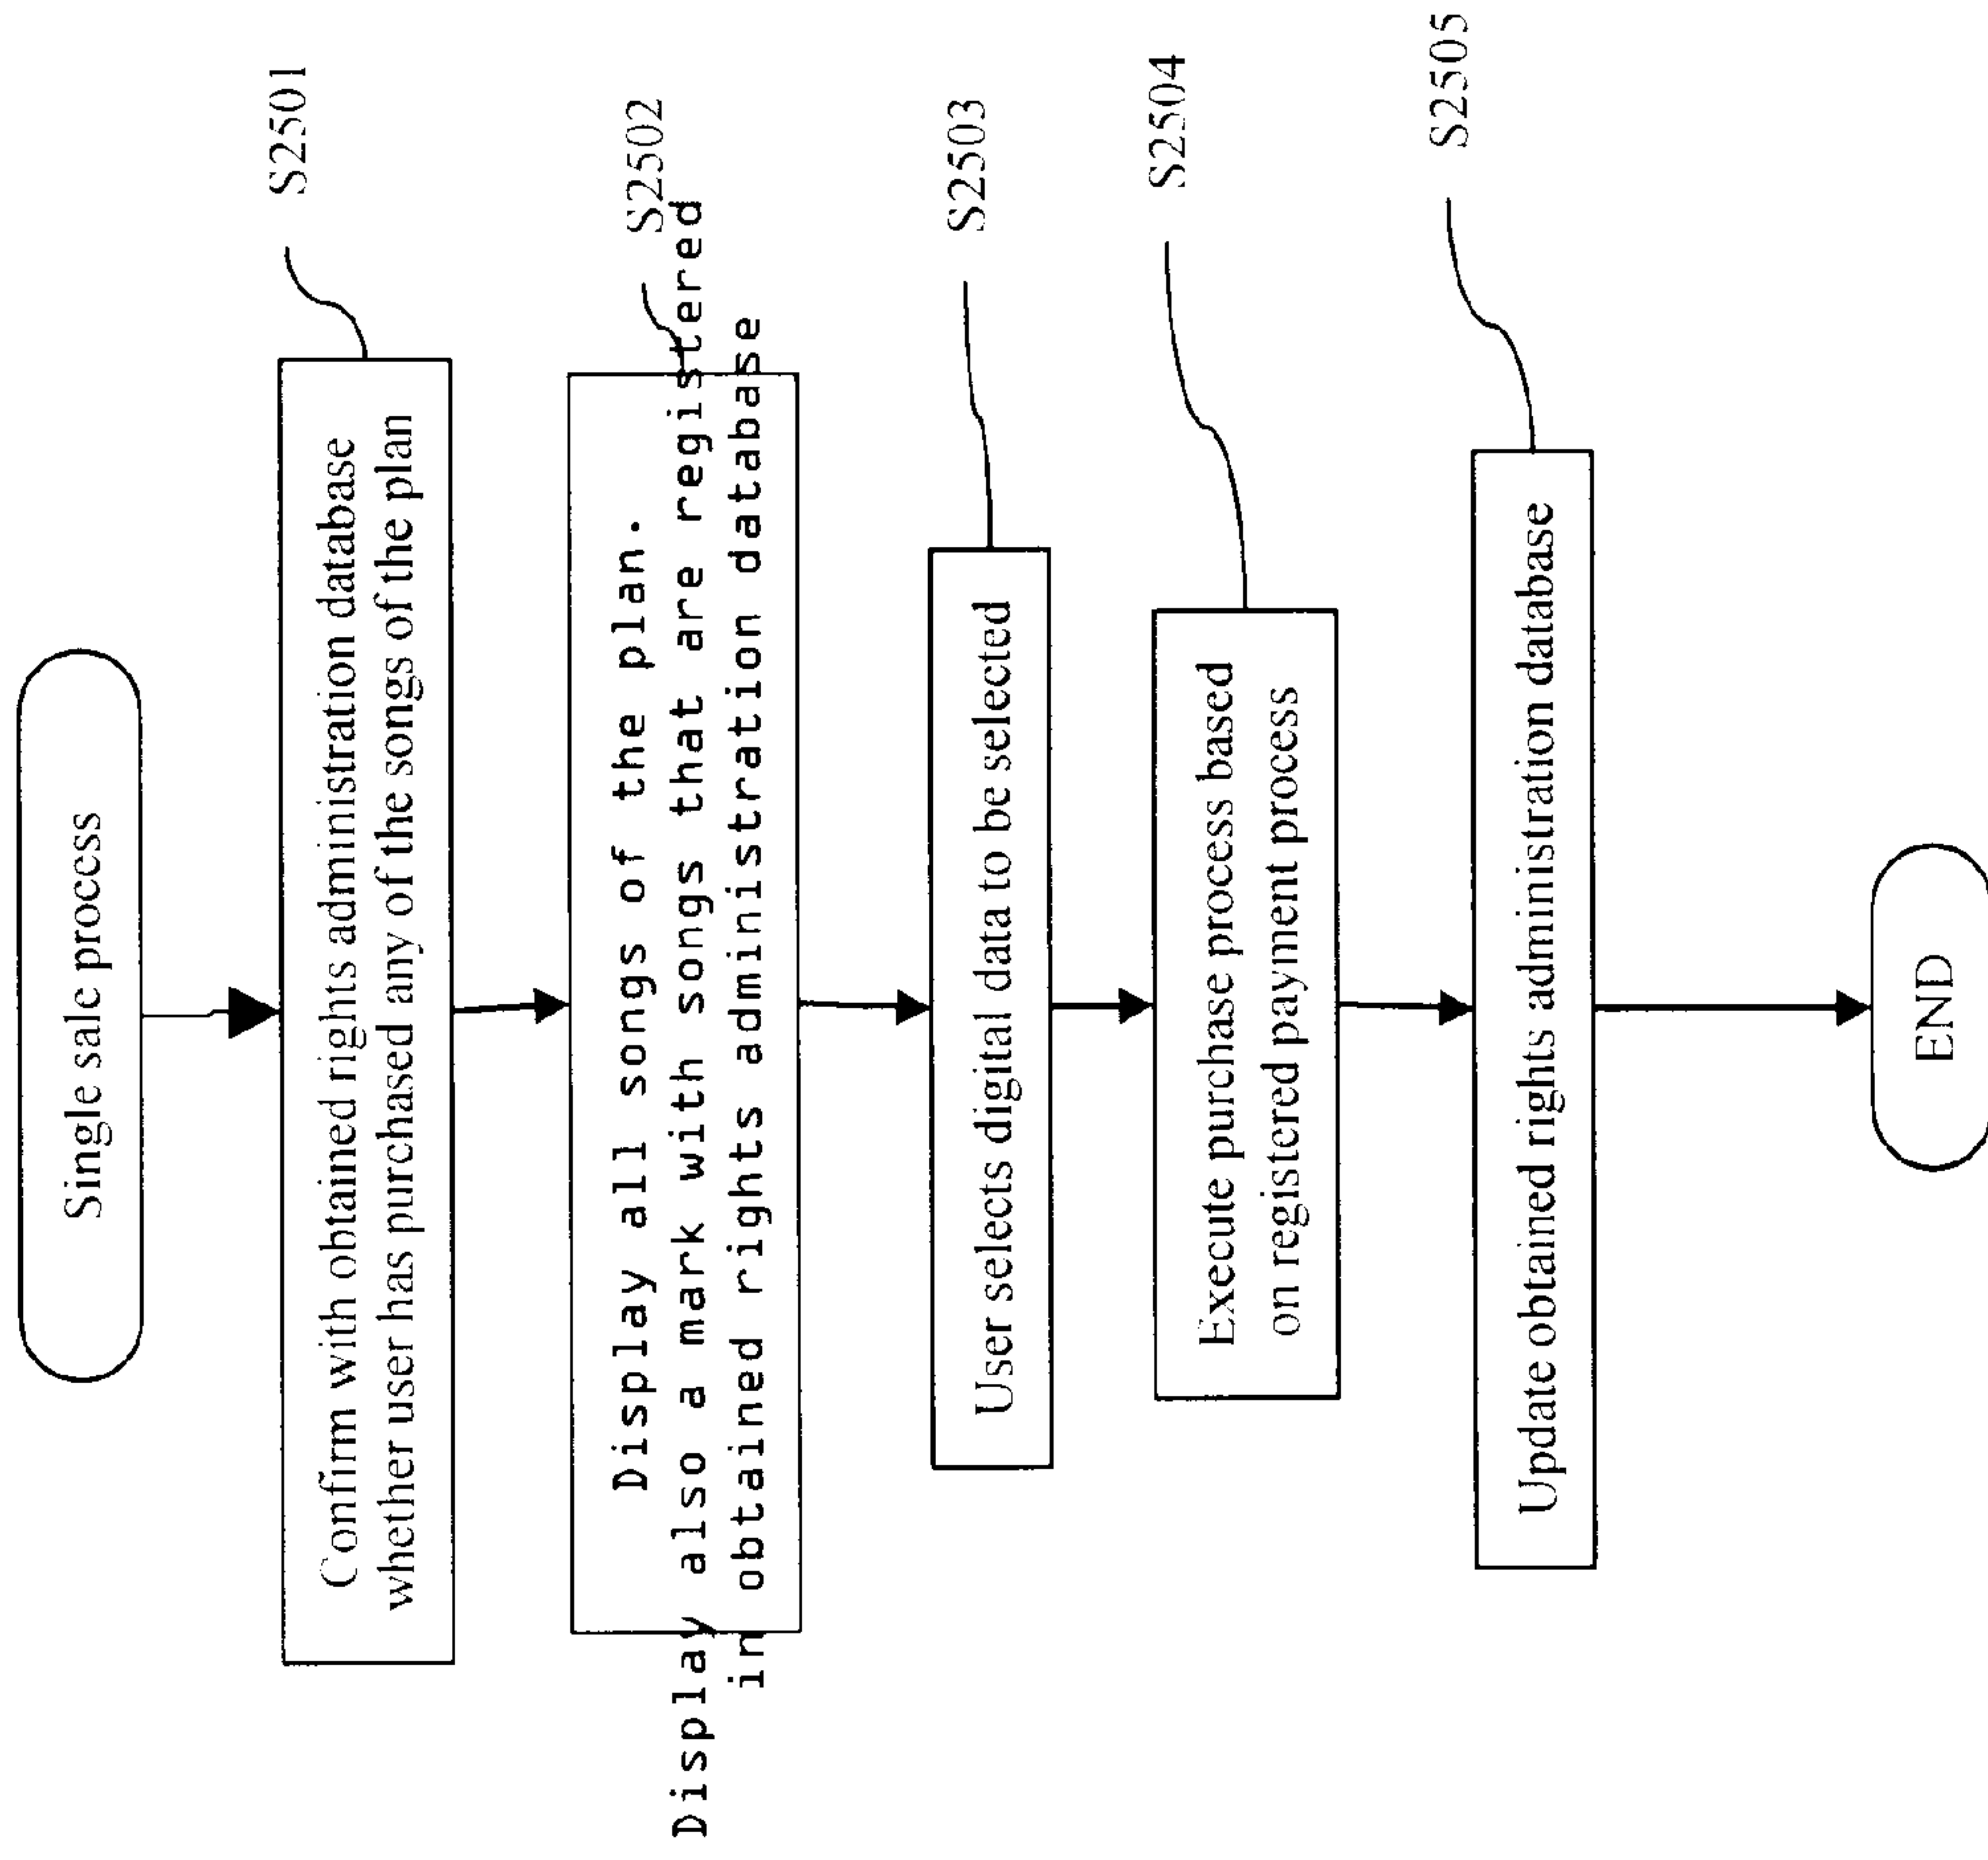 Single sale process
S2501
Confirm with obtained rights administration database
whether user has purchased any of the songs of the plan
S2502
Display all songs of the plan.
Display also a mark with songs that are registered
in obtained rights administration database
S2503
User selects digital data to be selected
S2504
Execute purchase process based
on registered payment process
S2505
Update obtained rights administration database
END